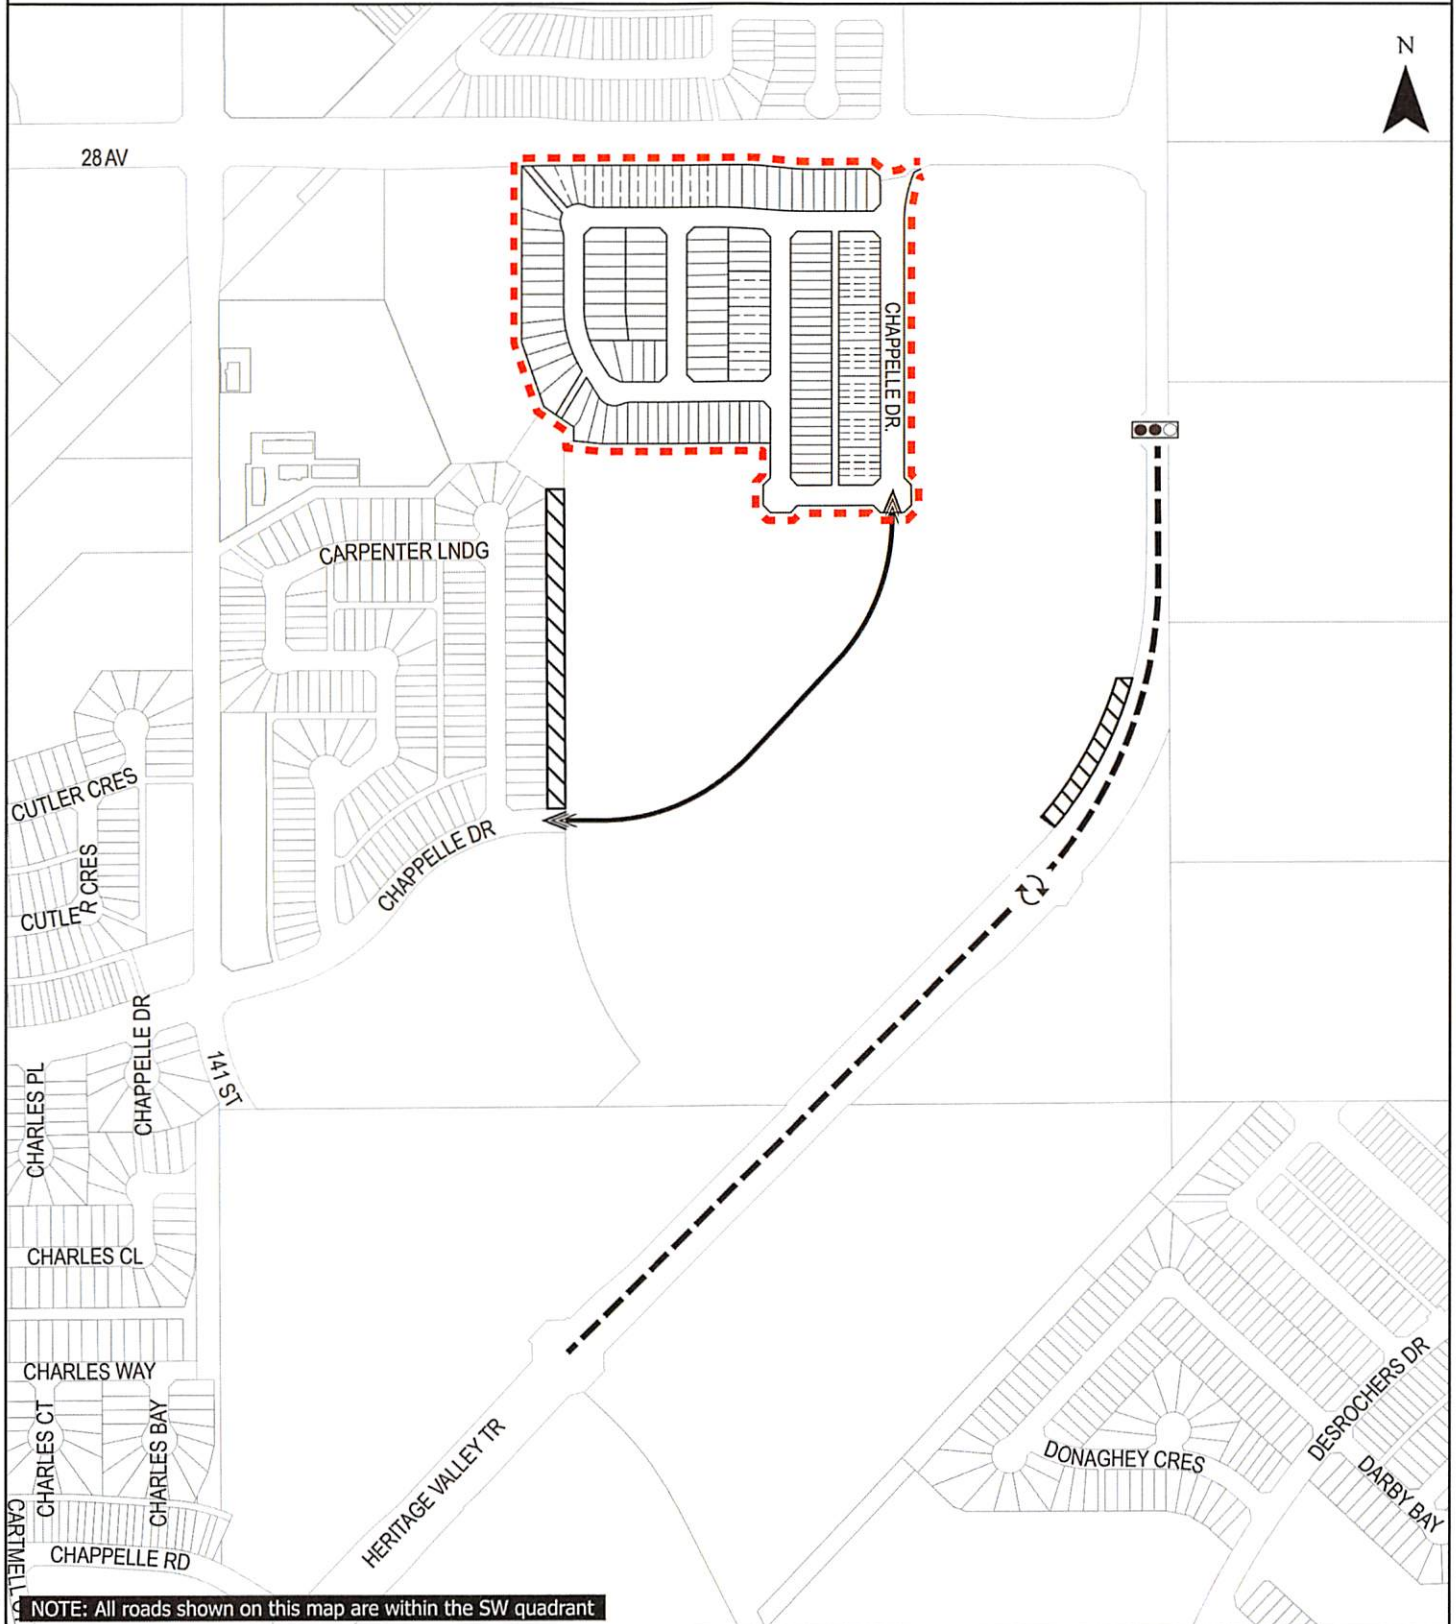 N
28 AV
CHAPPELLE DR.
CARPENTER LNDG
CUTLER CRES
CHAPPELLE DR
CUTLER CRES
CHAPPELLE DR
141 ST
CHARLES PL
CHARLES CL
CHARLES WAY
CHARLES CT
CHARLES BAY
HERITAGE VALLEY TR
DONAGHEY CRES
DESROCHERS DR
DARBY BAY
CARTMELL
CHAPPELLE RD
NOTE: All roads shown on this map are within the SW quadrant